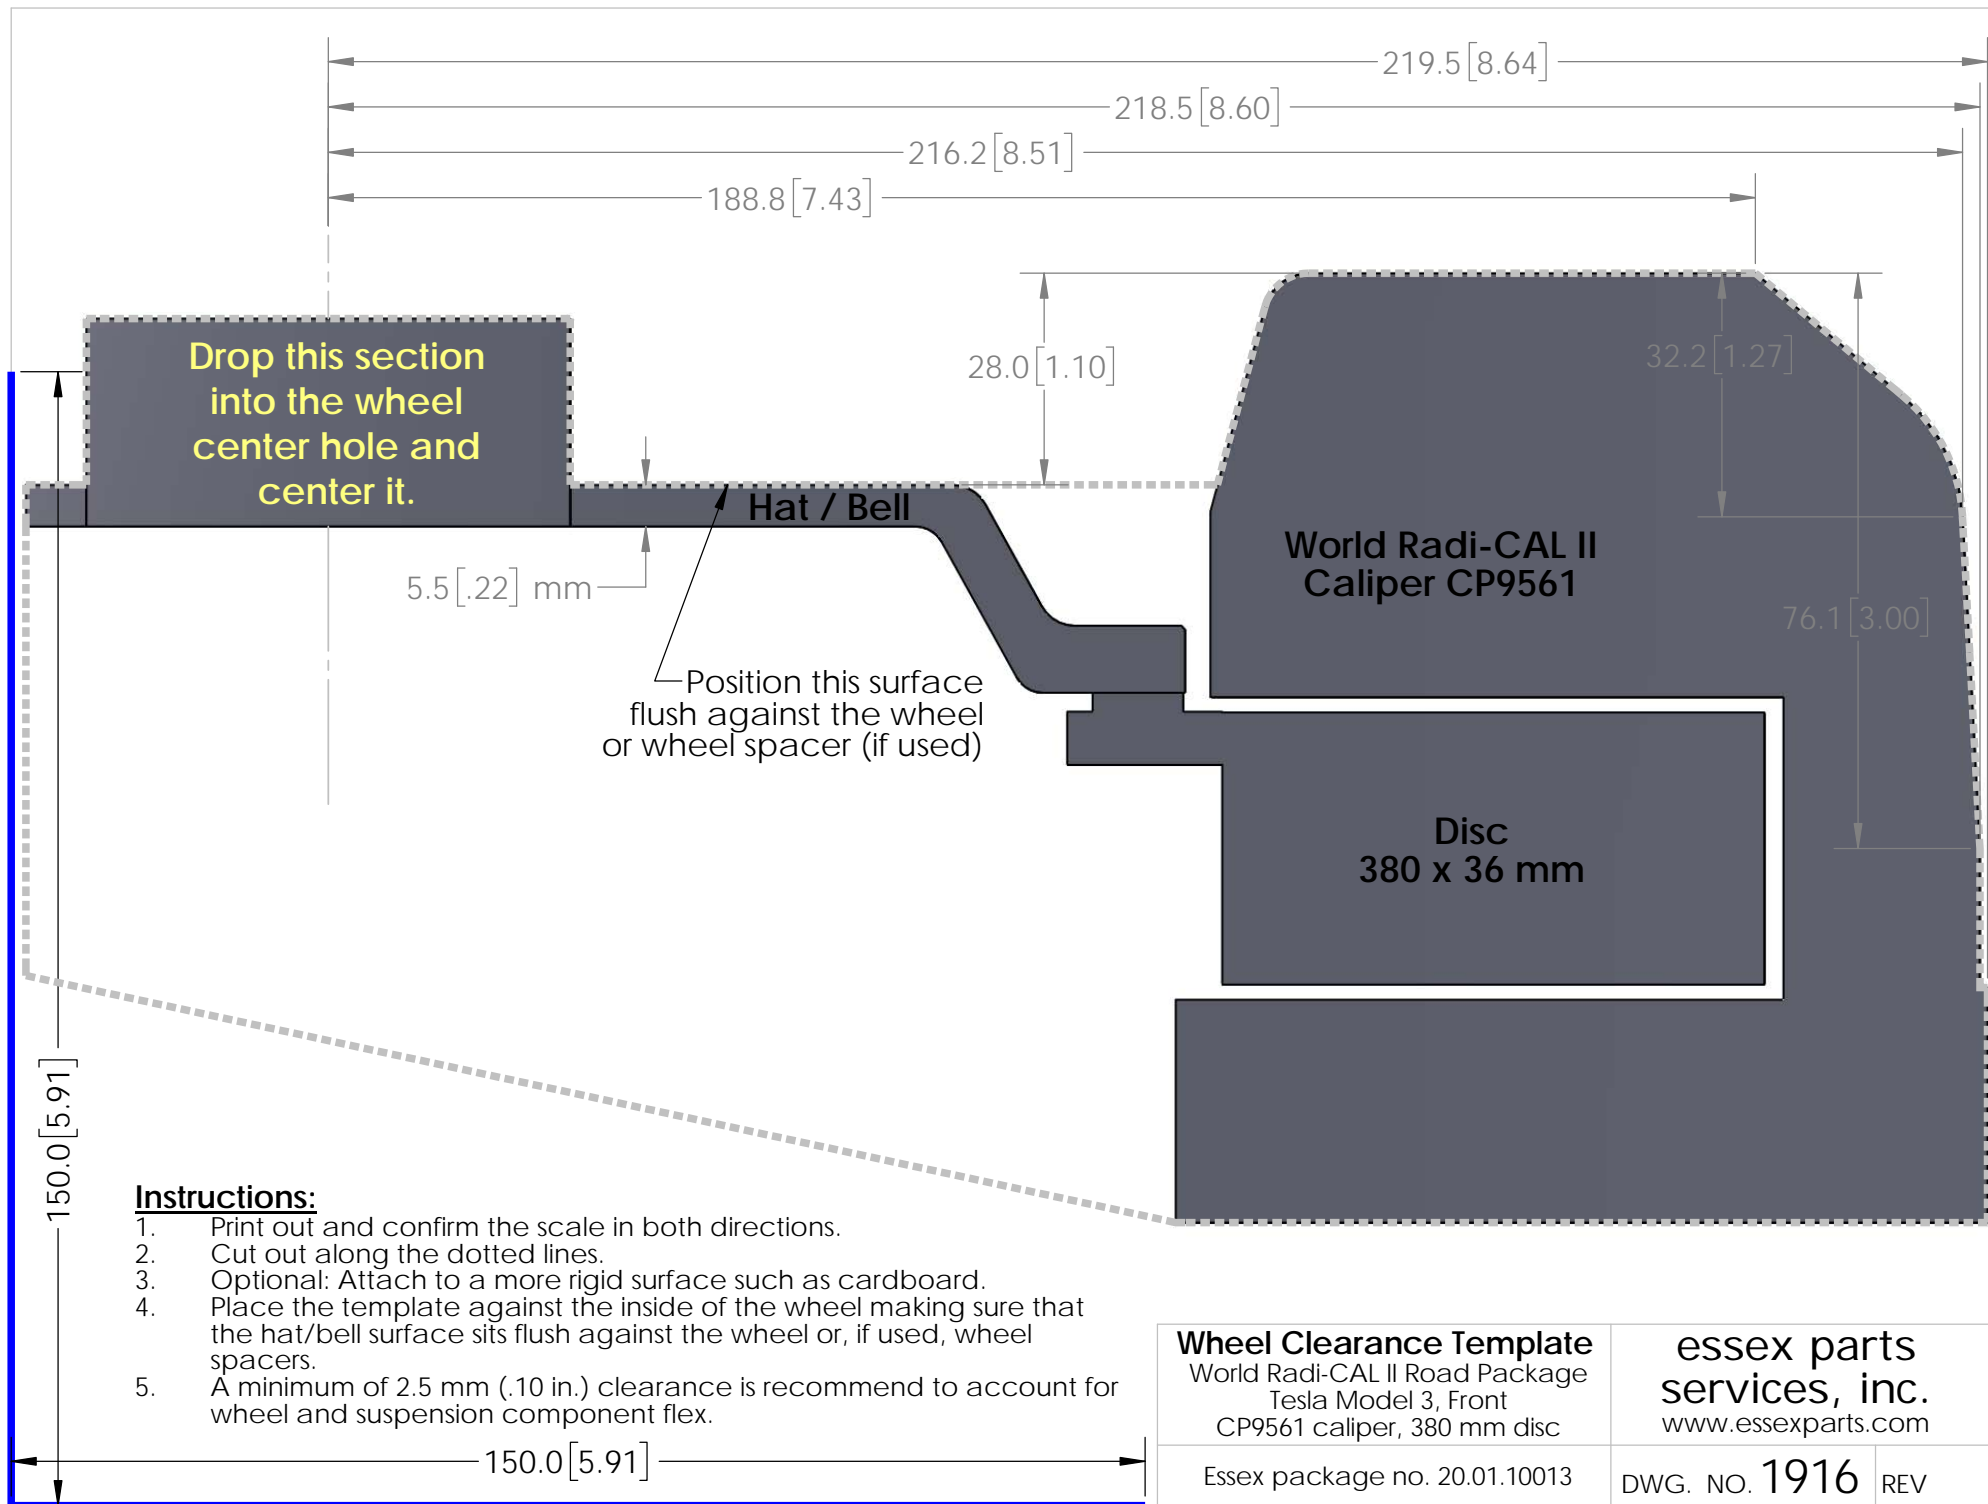 219.5[8.64]
218.5[8.60]
216.2[8.51]
188.8[7.43]
28.0[1.10]
32.2[1.27]
76.1[3.00]
Drop this section
into the wheel
center hole and
center it.
Hat / Bell
5.5[.22] mm
Position this surface
flush against the wheel
or wheel spacer (if used)
World Radi-CAL II
Caliper CP9561
Disc
380 x 36 mm
150.0[5.91]
Instructions:
1. Print out and confirm the scale in both directions.
2. Cut out along the dotted lines.
3. Optional: Attach to a more rigid surface such as cardboard.
4. Place the template against the inside of the wheel making sure that
the hat/bell surface sits flush against the wheel or, if used, wheel
spacers.
5. A minimum of 2.5 mm (.10 in.) clearance is recommend to account for
wheel and suspension component flex.
150.0[5.91]
Wheel Clearance Template
World Radi-CAL II Road Package
Tesla Model 3, Front
CP9561 caliper, 380 mm disc
Essex package no. 20.01.10013
essex parts
services, inc.
www.essexparts.com
DWG. NO. 1916 REV